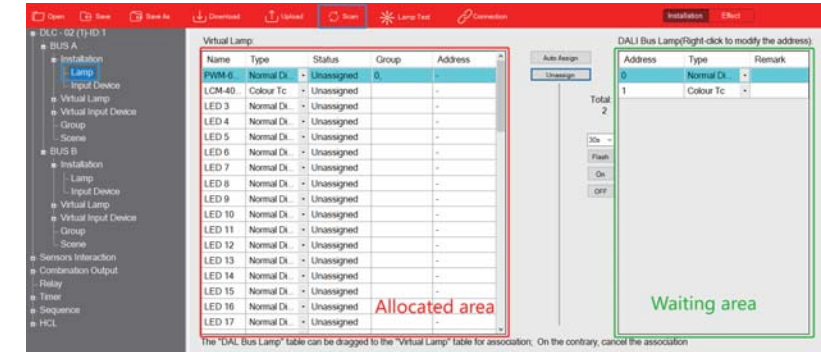 Open Save Save As Download Upload Scan Lamp Test Connection Installation Effect
DLC - 02 (1)-ID:1
BUS A
Installation
Lamp
Input Device
Virtual Lamp
Virtual Input Device
Group
Scene
BUS B
Installation
Lamp
Input Device
Virtual Lamp
Virtual Input Device
Group
Scene
Sensors Interaction
Combination Output
Relay
Timer
Sequence
HCL
Virtual Lamp:
Name Type Status Group Address
PWM-6... Normal Di... Unassigned 0, -
LCM-40... Colour Tc Unassigned -
LED 3 Normal Di... Unassigned -
LED 4 Normal Di... Unassigned -
LED 5 Normal Di... Unassigned -
LED 6 Normal Di... Unassigned -
LED 7 Normal Di... Unassigned -
LED 8 Normal Di... Unassigned -
LED 9 Normal Di... Unassigned -
LED 10 Normal Di... Unassigned -
LED 11 Normal Di... Unassigned -
LED 12 Normal Di... Unassigned -
LED 13 Normal Di... Unassigned -
LED 14 Normal Di... Unassigned -
LED 15 Normal Di... Unassigned -
LED 16 Normal Di... Unassigned -
LED 17 Normal Di... Unassigned -
Allocated area
Auto Assign
Unassign
Total:
2
30s
Flash
On
OFF
DALI Bus Lamp(Right-click to modify the address)
Address Type Remark
0 Normal Di...
1 Colour Tc
Waiting area
The "DAL Bus Lamp" table can be dragged to the "Virtual Lamp" table for association; On the contrary, cancel the association